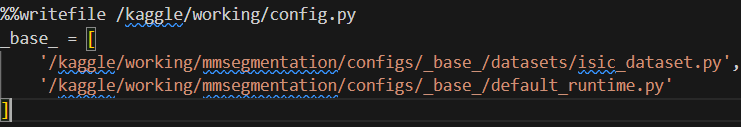 %%writefile /kaggle/working/config.py
_base_ = [
    '/kaggle/working/mmsegmentation/configs/_base_/datasets/isic_dataset.py',
    '/kaggle/working/mmsegmentation/configs/_base_/default_runtime.py'
]